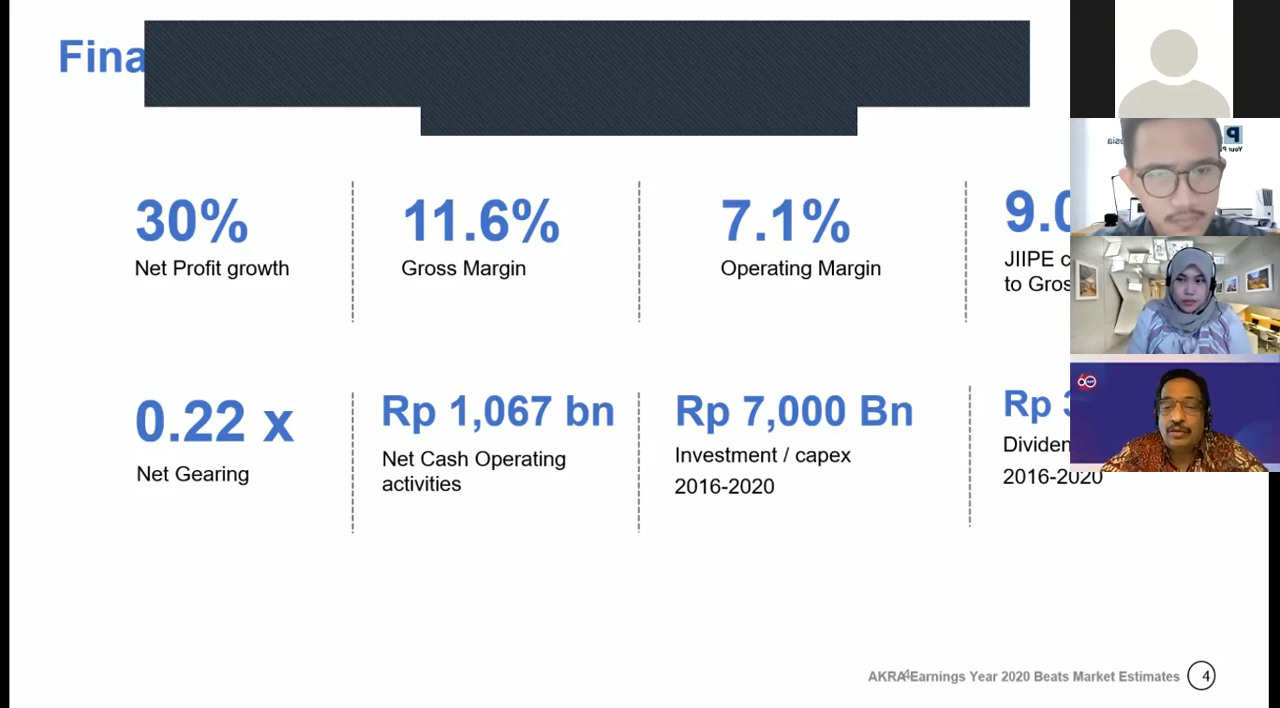 Fina
30%
Net Profit growth
11.6%
Gross Margin
7.1%
Operating Margin
9.0
JIIPE c
to Gros
0.22 x
Net Gearing
Rp 1,067 bn
Net Cash Operating
activities
Rp 7,000 Bn
Investment / capex
2016-2020
Rp
Dividen
2016-2020
AKRA Earnings Year 2020 Beats Market Estimates
4
P
60